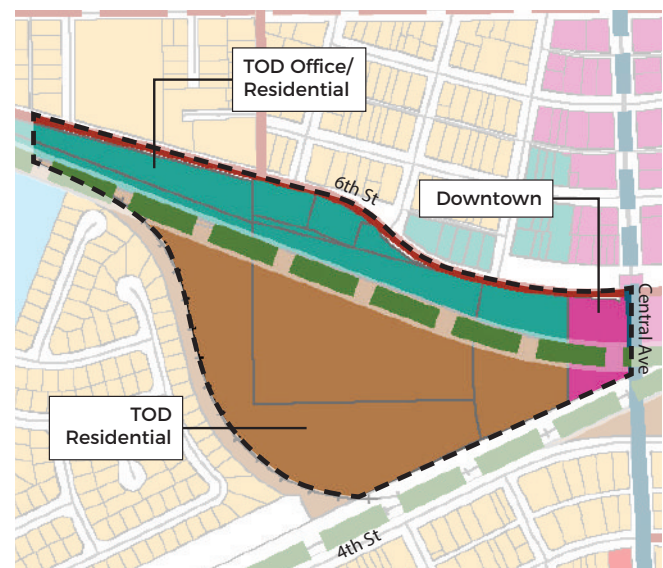 TOD Office/
Residential
6th St
Downtown
Central Ave
TOD
Residential
4th St